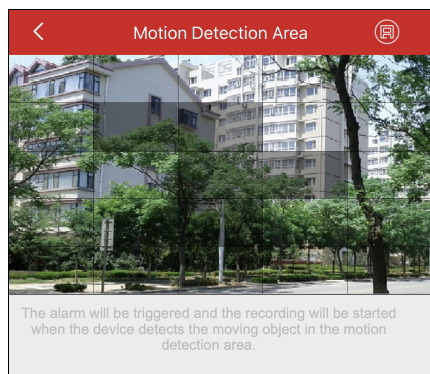 Motion Detection Area
The alarm will be triggered and the recording will be started
when the device detects the moving object in the motion
detection area.